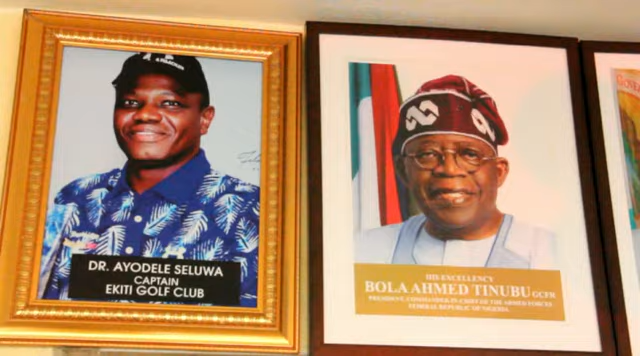 DR. AYODELE SELUWA
CAPTAIN
EKITI GOLF CLUB
HIS EXCELLENCY
BOLA AHMED TINUBU GCFR
PRESIDENT, COMMANDER-IN-CHIEF OF THE ARMED FORCES
FEDERAL REPUBLIC OF NIGERIA